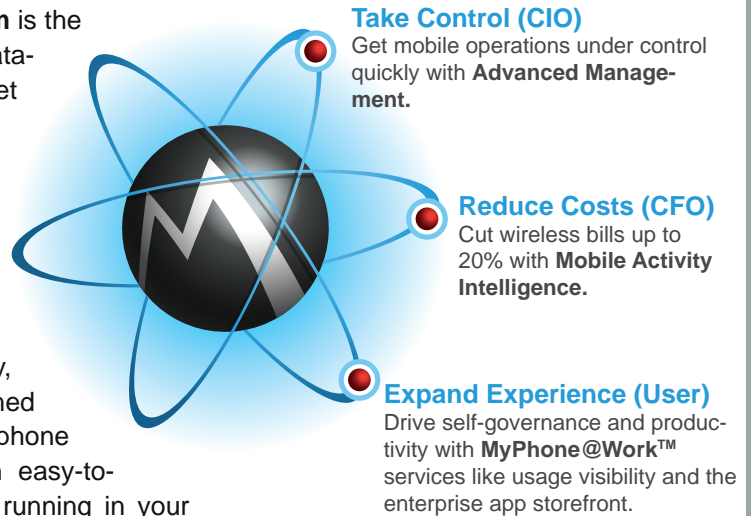 m is the
ata-
et
y,
ned
phone
n easy-to-
running in your
Take Control (CIO)
Get mobile operations under control
quickly with Advanced Manage-
ment.
Reduce Costs (CFO)
Cut wireless bills up to
20% with Mobile Activity
Intelligence.
Expand Experience (User)
Drive self-governance and produc-
tivity with MyPhone@Work™
services like usage visibility and the
enterprise app storefront.